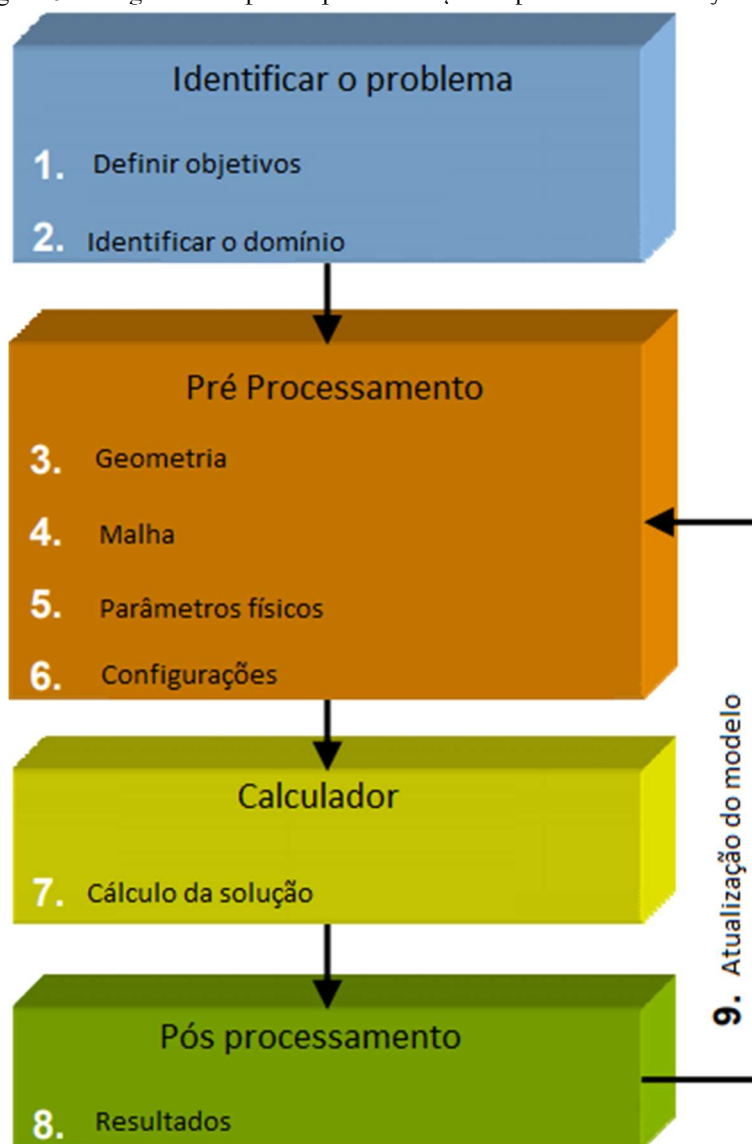 Identificar o problema
1. Definir objetivos
2. Identificar o domínio
Pré Processamento
3. Geometria
4. Malha
5. Parâmetros físicos
6. Configurações
Calculador
7. Cálculo da solução
Pós processamento
8. Resultados
9. Atualização do modelo